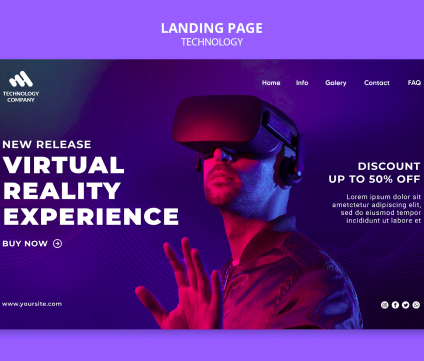 LANDING PAGE
TECHNOLOGY
TECHNOLOGY
COMPANY
Home Info Galery Contact FAQ
NEW RELEASE
VIRTUAL
REALITY
EXPERIENCE
BUY NOW
DISCOUNT
UP TO 50% OFF
Lorem ipsum dolor sit
ametctetur adipiscing elit,
sed do eiusmod tempor
incididunt ut labore et
www.yoursite.com